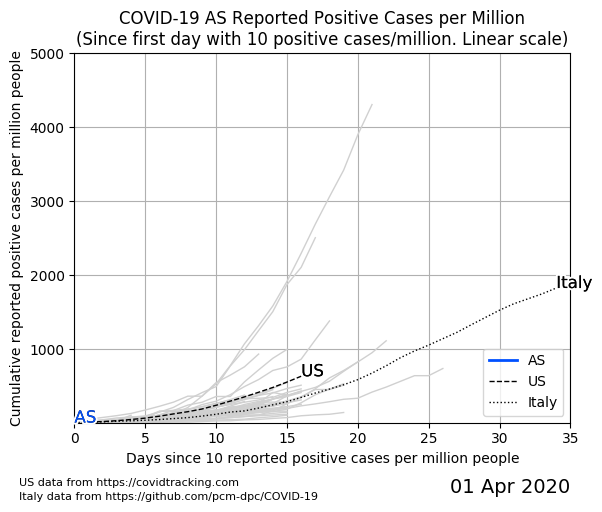 COVID-19 AS Reported Positive Cases per Million
(Since first day with 10 positive cases/million. Linear scale)
Cumulative reported positive cases per million people
5000
4000
3000
2000
1000
Italy
US
AS
AS
US
Italy
0 5 10 15 20 25 30 35
Days since 10 reported positive cases per million people
US data from https://covidtracking.com
Italy data from https://github.com/pcm-dpc/COVID-19
01 Apr 2020